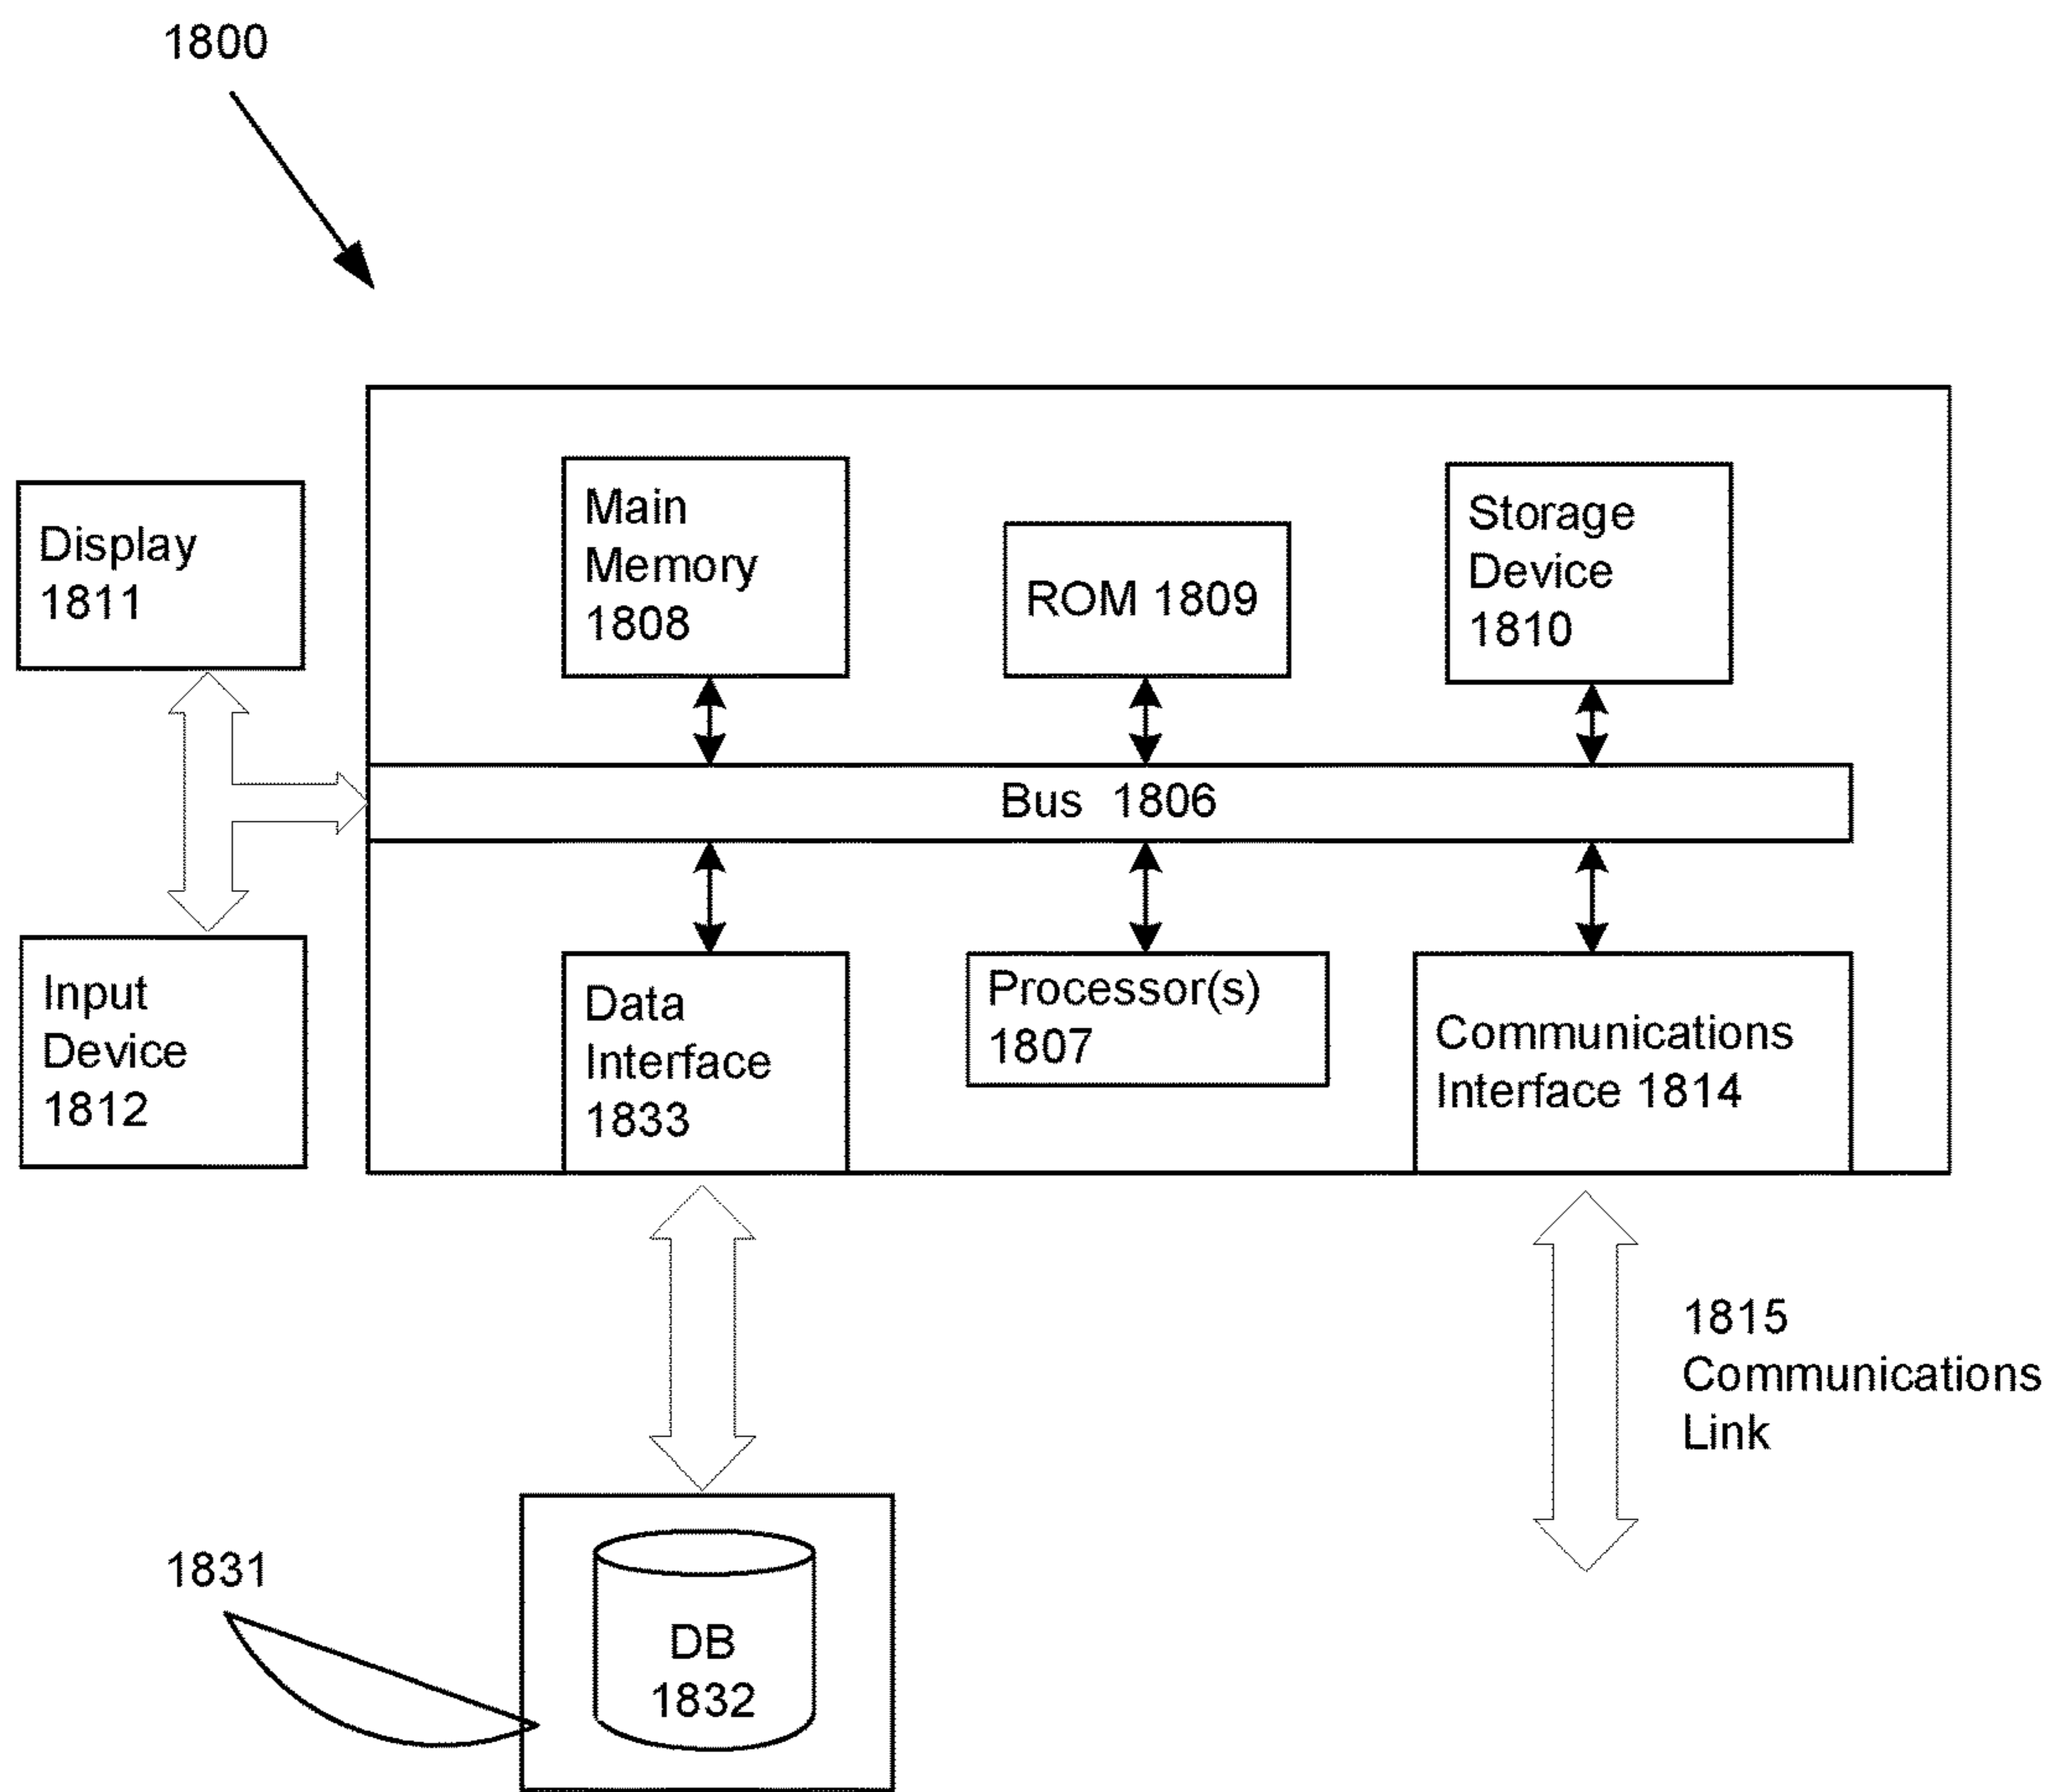 1800
Display
1811
Main
Memory
1808
ROM 1809
Storage
Device
1810
Bus 1806
Input
Device
1812
Data
Interface
1833
Processor(s)
1807
Communications
Interface 1814
1815
Communications
Link
1831
DB
1832